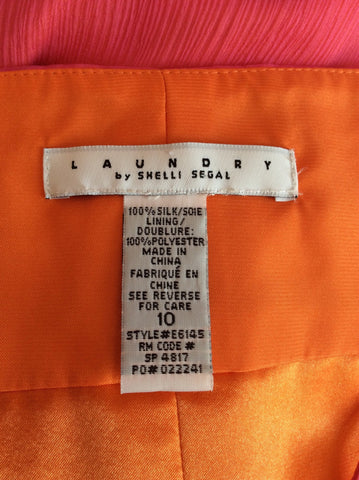 LAUNDRY
by SHELLI SEGAL
100% SILK/SOIE
LINING/
DOUBLURE:
100%POLYESTER
MADE IN
CHINA
FABRIQUÉ EN
CHINE
SEE REVERSE
FOR CARE
10
STYLE#E6145
RM CODE#
SP 4817
PO# 022241